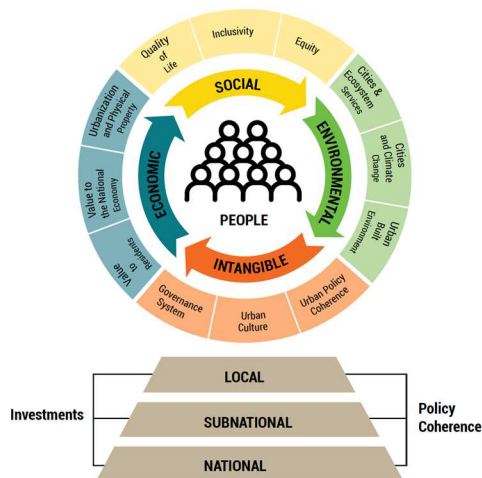 Quality
of
Life
Inclusivity
Equity
Cities &
Ecosystem
Services
Cities
and Climate
Change
Urban
Built
Environment
Urban Policy
Coherence
Urban
Culture
Governance
System
Value
to
Residents
Value to
the National
Economy
Urbanization
and Physical
Property
SOCIAL
ENVIRONMENTAL
INTANGIBLE
ECONOMIC
PEOPLE
LOCAL
Investments
SUBNATIONAL
Policy
Coherence
NATIONAL